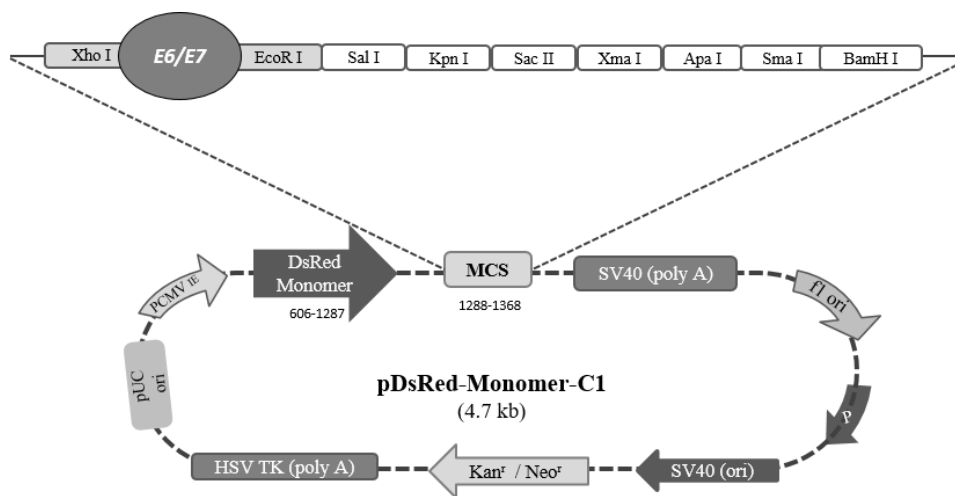 Xho I
E6/E7
EcoR I
Sal I
Kpn I
Sac II
Xma I
Apa I
Sma I
BamH I
PCMV IE
DsRed
Monomer
606-1287
MCS
1288-1368
SV40 (poly A)
f1 ori
P
SV40 (ori)
Kanʳ / Neoʳ
HSV TK (poly A)
pUC
ori
pDsRed-Monomer-C1
(4.7 kb)